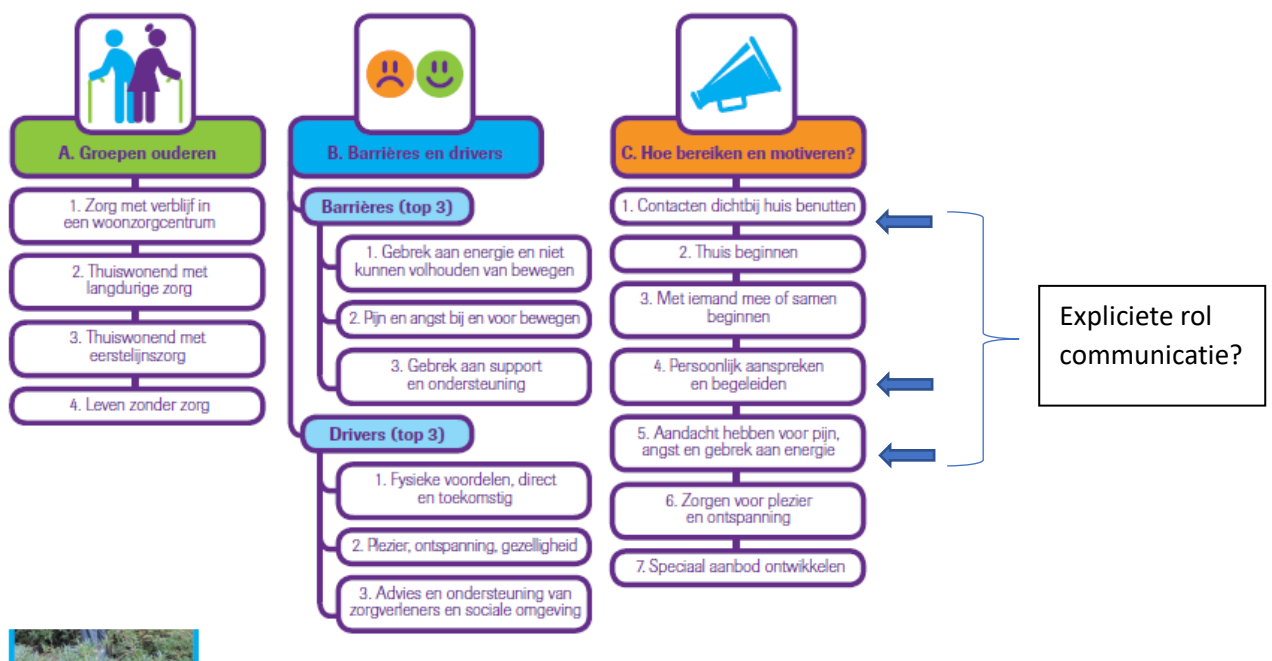 A. Groepen ouderen
1. Zorg met verblijf in
een woonzorgcentrum
2. Thuiswonend met
langdurige zorg
3. Thuiswonend met
eerstelijnszorg
4. Leven zonder zorg
B. Barrières en drivers
Barrières (top 3)
1. Gebrek aan energie en niet
kunnen volhouden van bewegen
2. Pijn en angst bij en voor bewegen
3. Gebrek aan support
en ondersteuning
Drivers (top 3)
1. Fysieke voordelen, direct
en toekomstig
2. Plezier, ontspanning, gezelligheid
3. Advies en ondersteuning van
zorgverleners en sociale omgeving
C. Hoe bereiken en motiveren?
1. Contacten dichtbij huis benutten
2. Thuis beginnen
3. Met iemand mee of samen
beginnen
4. Persoonlijk aanspreken
en begeleiden
5. Aandacht hebben voor pijn,
angst en gebrek aan energie
6. Zorgen voor plezier
en ontspanning
7. Speciaal aanbod ontwikkelen
Expliciete rol
communicatie?